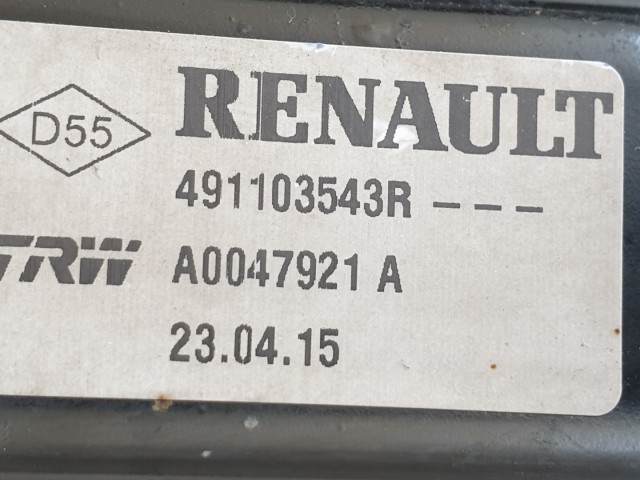 D55 RENAULT
491103543R ---
TRW A0047921 A
23.04.15